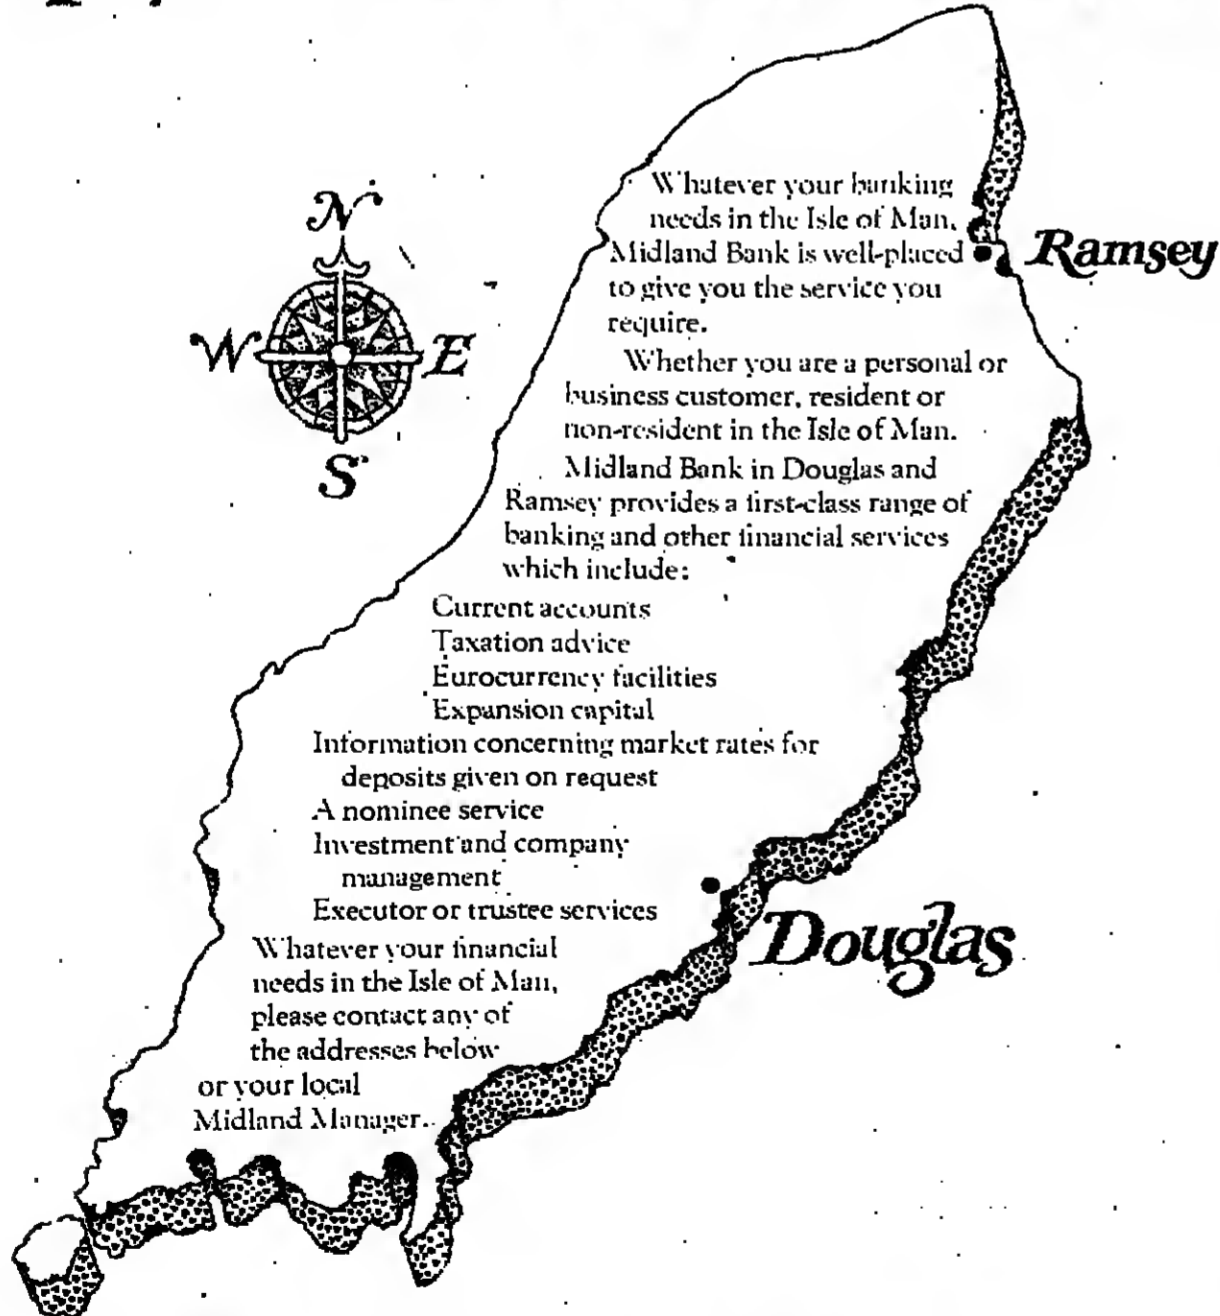 N
W E
S
Ramsey
Whatever your banking
needs in the Isle of Man,
Midland Bank is well-placed
to give you the service you
require.
Whether you are a personal or
business customer, resident or
non-resident in the Isle of Man.
Midland Bank in Douglas and
Ramsey provides a first-class range of
banking and other financial services
which include:
Current accounts
Taxation advice
Eurocurrency facilities
Expansion capital
Information concerning market rates for
deposits given on request
A nominee service
Investment and company
management
Executor or trustee services
Douglas
Whatever your financial
needs in the Isle of Man,
please contact any of
the addresses below
or your local
Midland Manager.